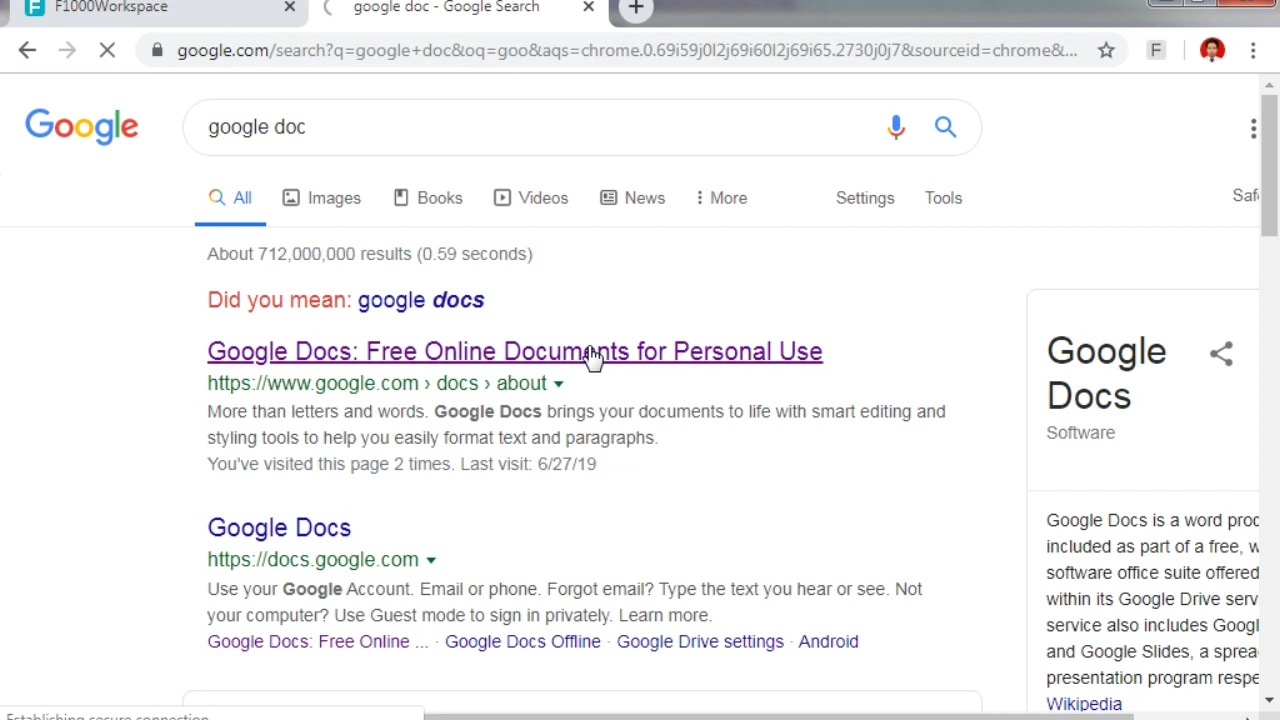 F1000Workspace
google doc - Google Search
google.com/search?q=google+doc&oq=goo&aqs=chrome.0.69i59j0l2j69i60l2j69i65.2730j0j7&sourceid=chrome&...
F
Google
google doc
All
Images
Books
Videos
News
More
Settings
Tools
Saf
About 712,000,000 results (0.59 seconds)
Did you mean: google docs
Google Docs: Free Online Documents for Personal Use
https://www.google.com › docs › about
More than letters and words. Google Docs brings your documents to life with smart editing and
styling tools to help you easily format text and paragraphs.
You've visited this page 2 times. Last visit: 6/27/19
Google Docs
https://docs.google.com
Use your Google Account. Email or phone. Forgot email? Type the text you hear or see. Not
your computer? Use Guest mode to sign in privately. Learn more.
Google Docs: Free Online ... · Google Docs Offline · Google Drive settings · Android
Google
Docs
Software
Google Docs is a word proc
included as part of a free, w
software office suite offered
within its Google Drive serv
service also includes Googl
and Google Slides, a sprea
presentation program respe
Wikipedia
Establishing secure connection